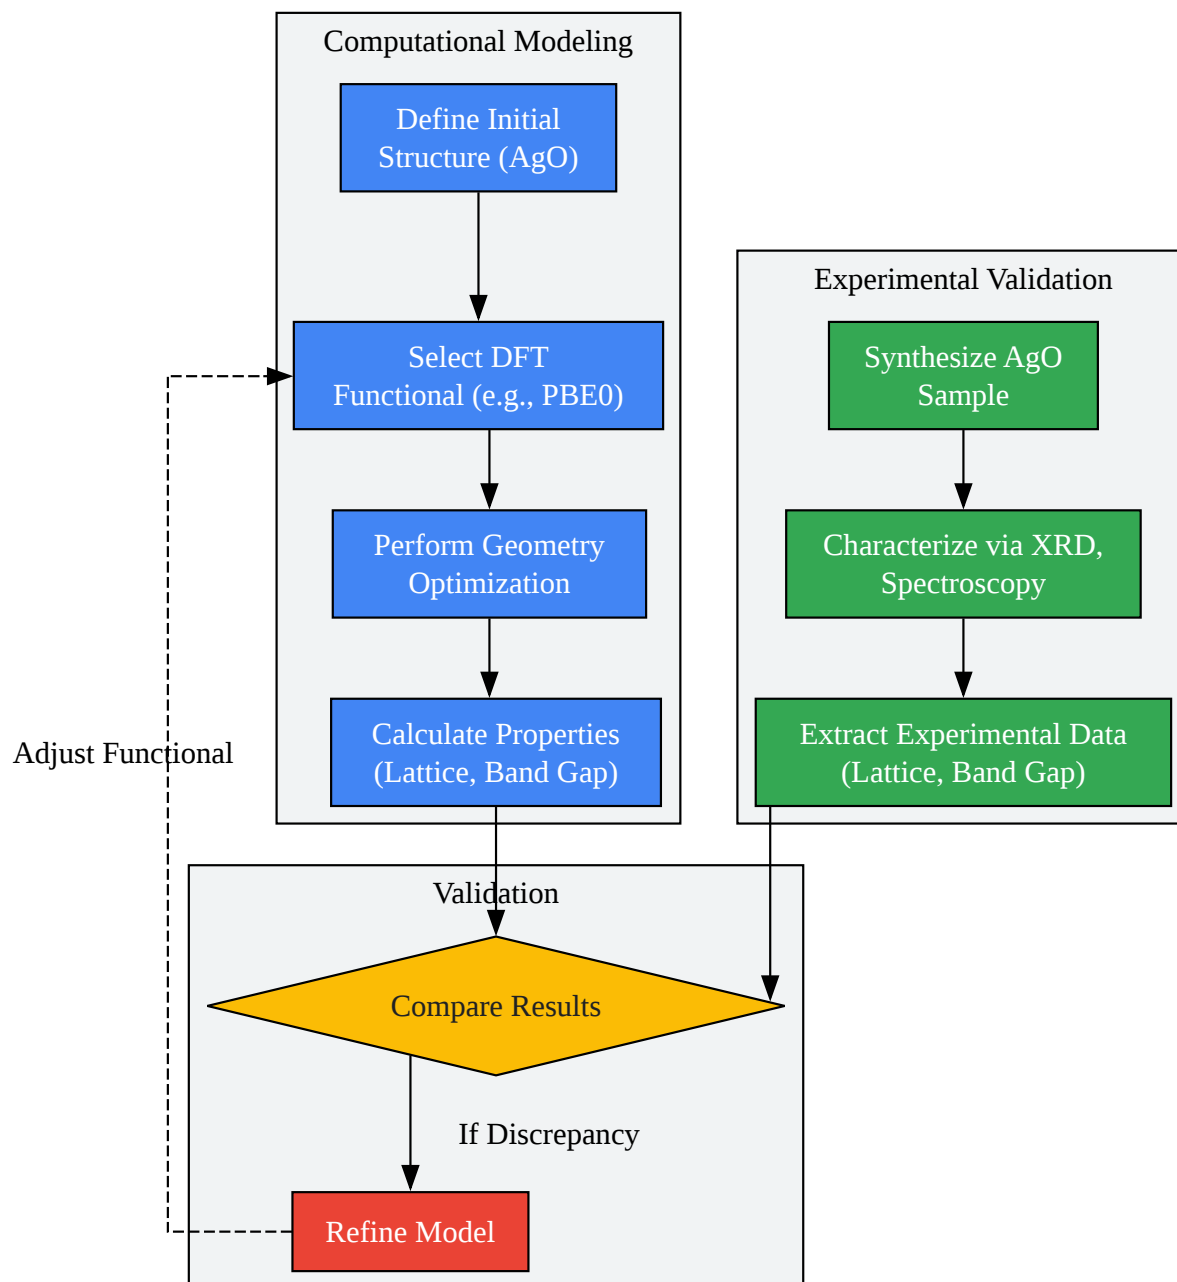 Computational Modeling
Define Initial
Structure (AgO)
Select DFT
Functional (e.g., PBE0)
Perform Geometry
Optimization
Calculate Properties
(Lattice, Band Gap)
Experimental Validation
Synthesize AgO
Sample
Characterize via XRD,
Spectroscopy
Extract Experimental Data
(Lattice, Band Gap)
Adjust Functional
Validation
Compare Results
If Discrepancy
Refine Model